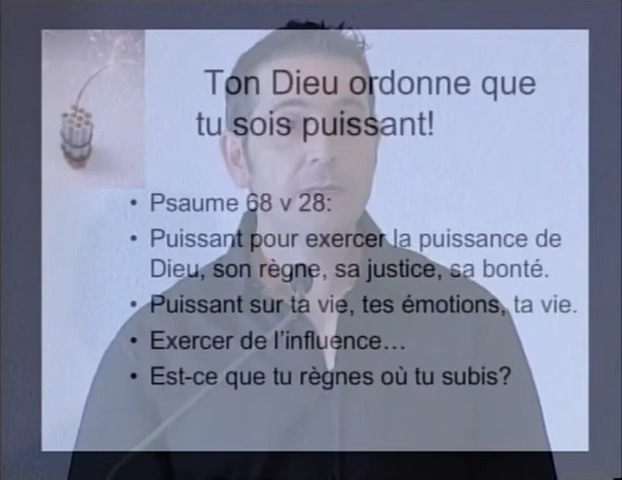 Ton Dieu ordonne que
tu sois puissant!
• Psaume 68 v 28:
• Puissant pour exercer la puissance de
Dieu, son règne, sa justice, sa bonté.
• Puissant sur ta vie, tes émotions, ta vie.
• Exercer de l'influence…
• Est-ce que tu règnes où tu subis?